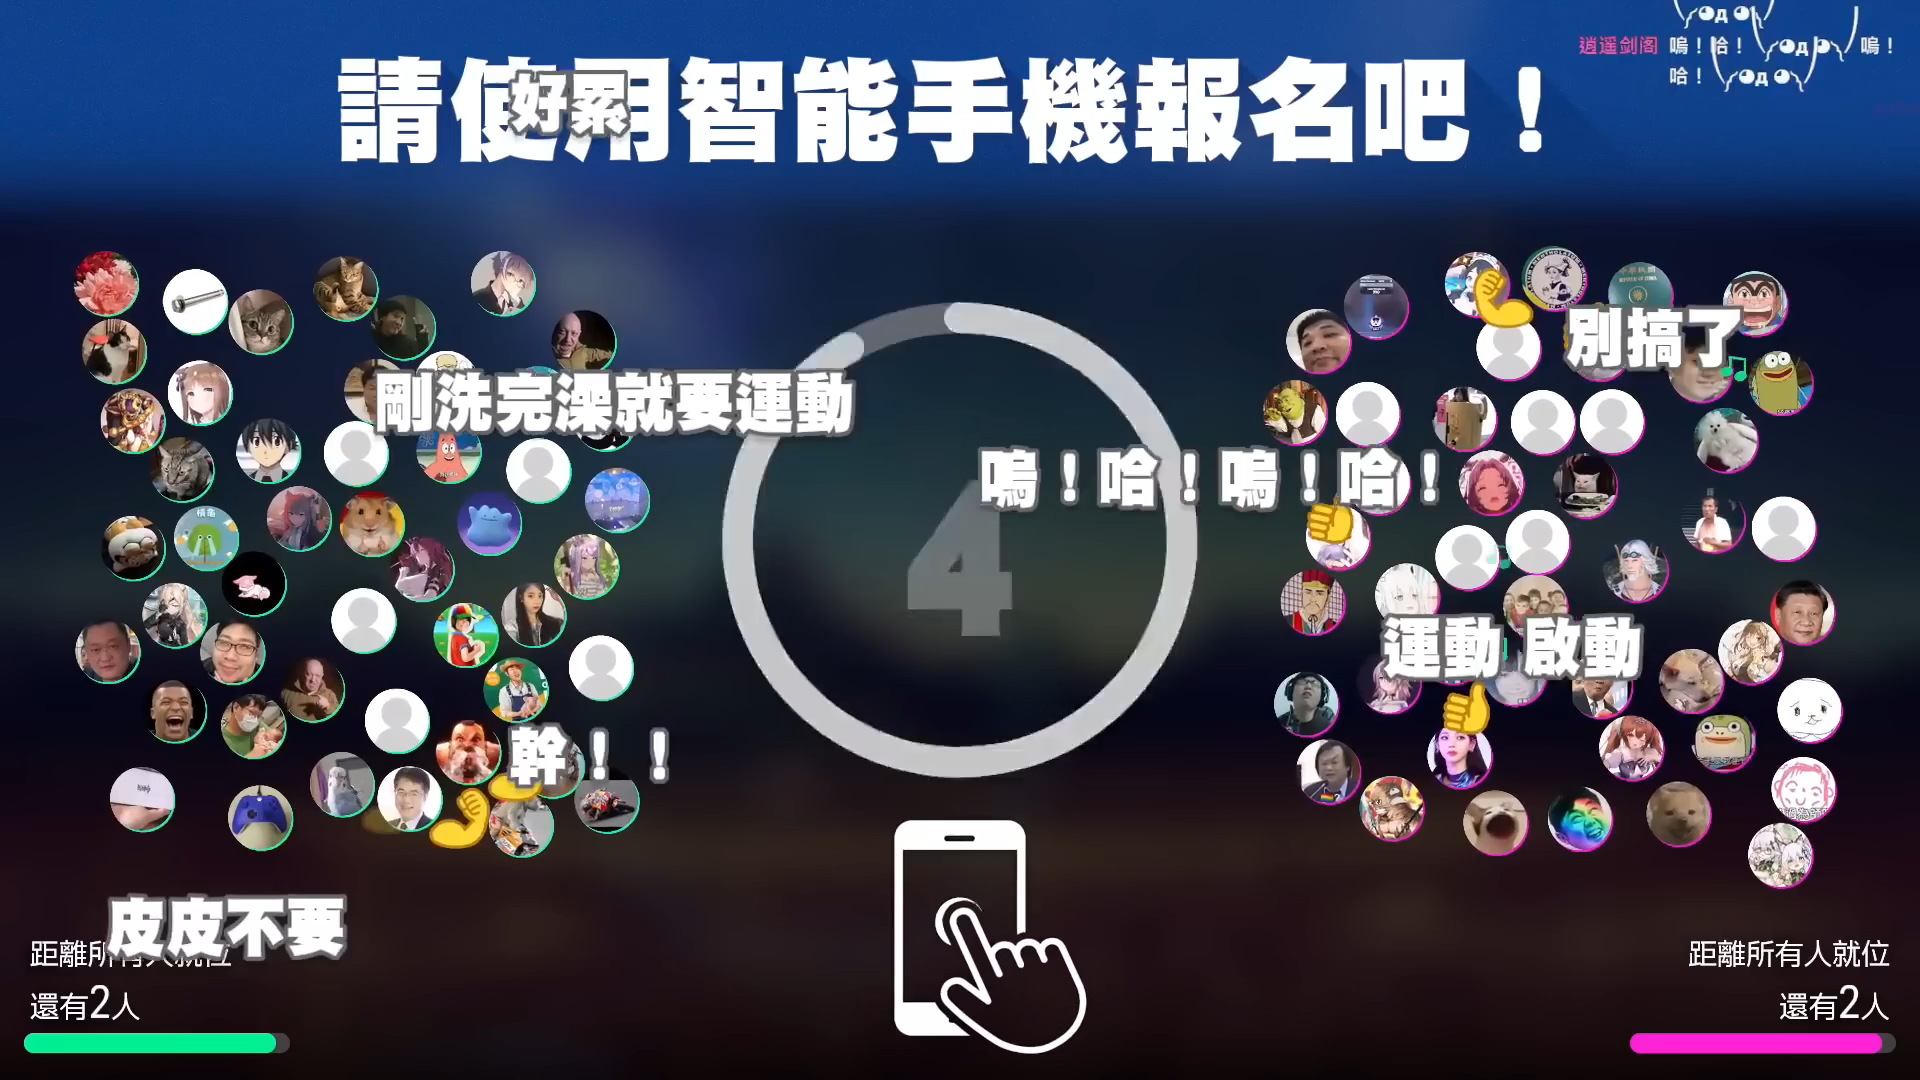 請使用智能手機報名吧！
好累
逍遥剑阁 嗚！哈！ 嗚！
哈！
別搞了
剛洗完澡就要運動
嗚！哈！嗚！哈！
4
運動 啟動
幹！！
皮皮不要
距離所有人就位
還有2人
距離所有人就位
還有2人